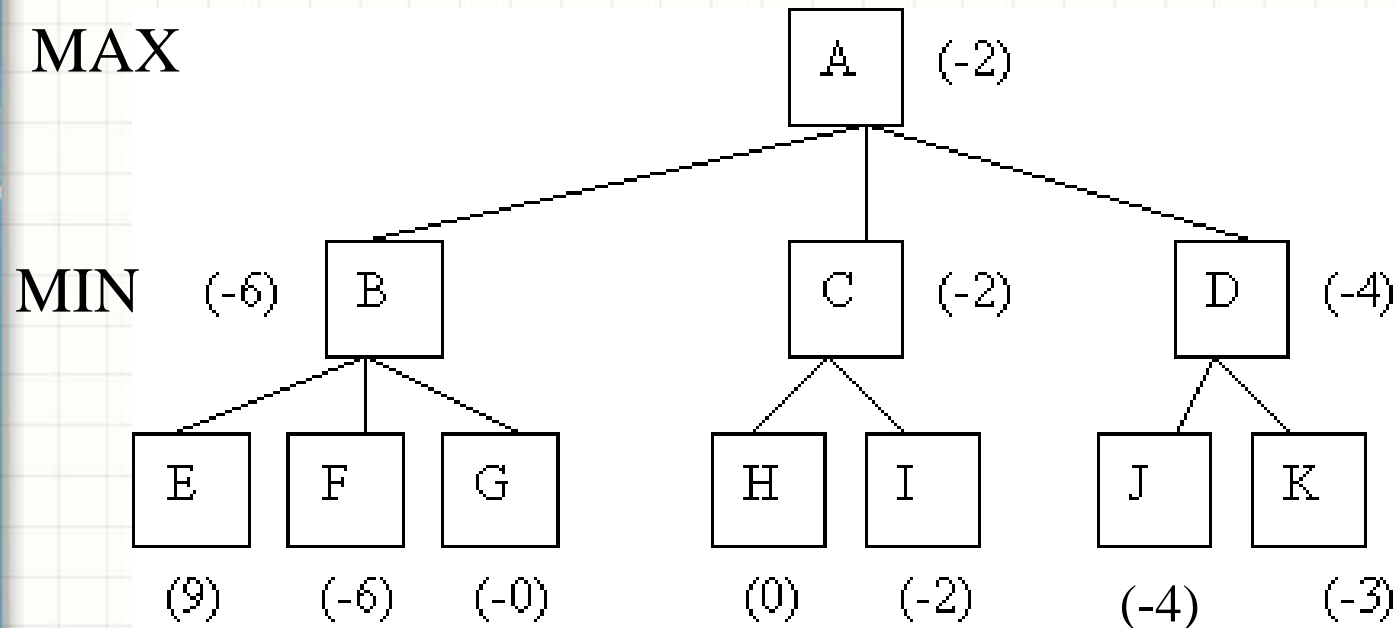 MAX
A (-2)
MIN (-6) B C (-2) D (-4)
E F G H I J K
(9) (-6) (-0) (0) (-2) (-4) (-3)